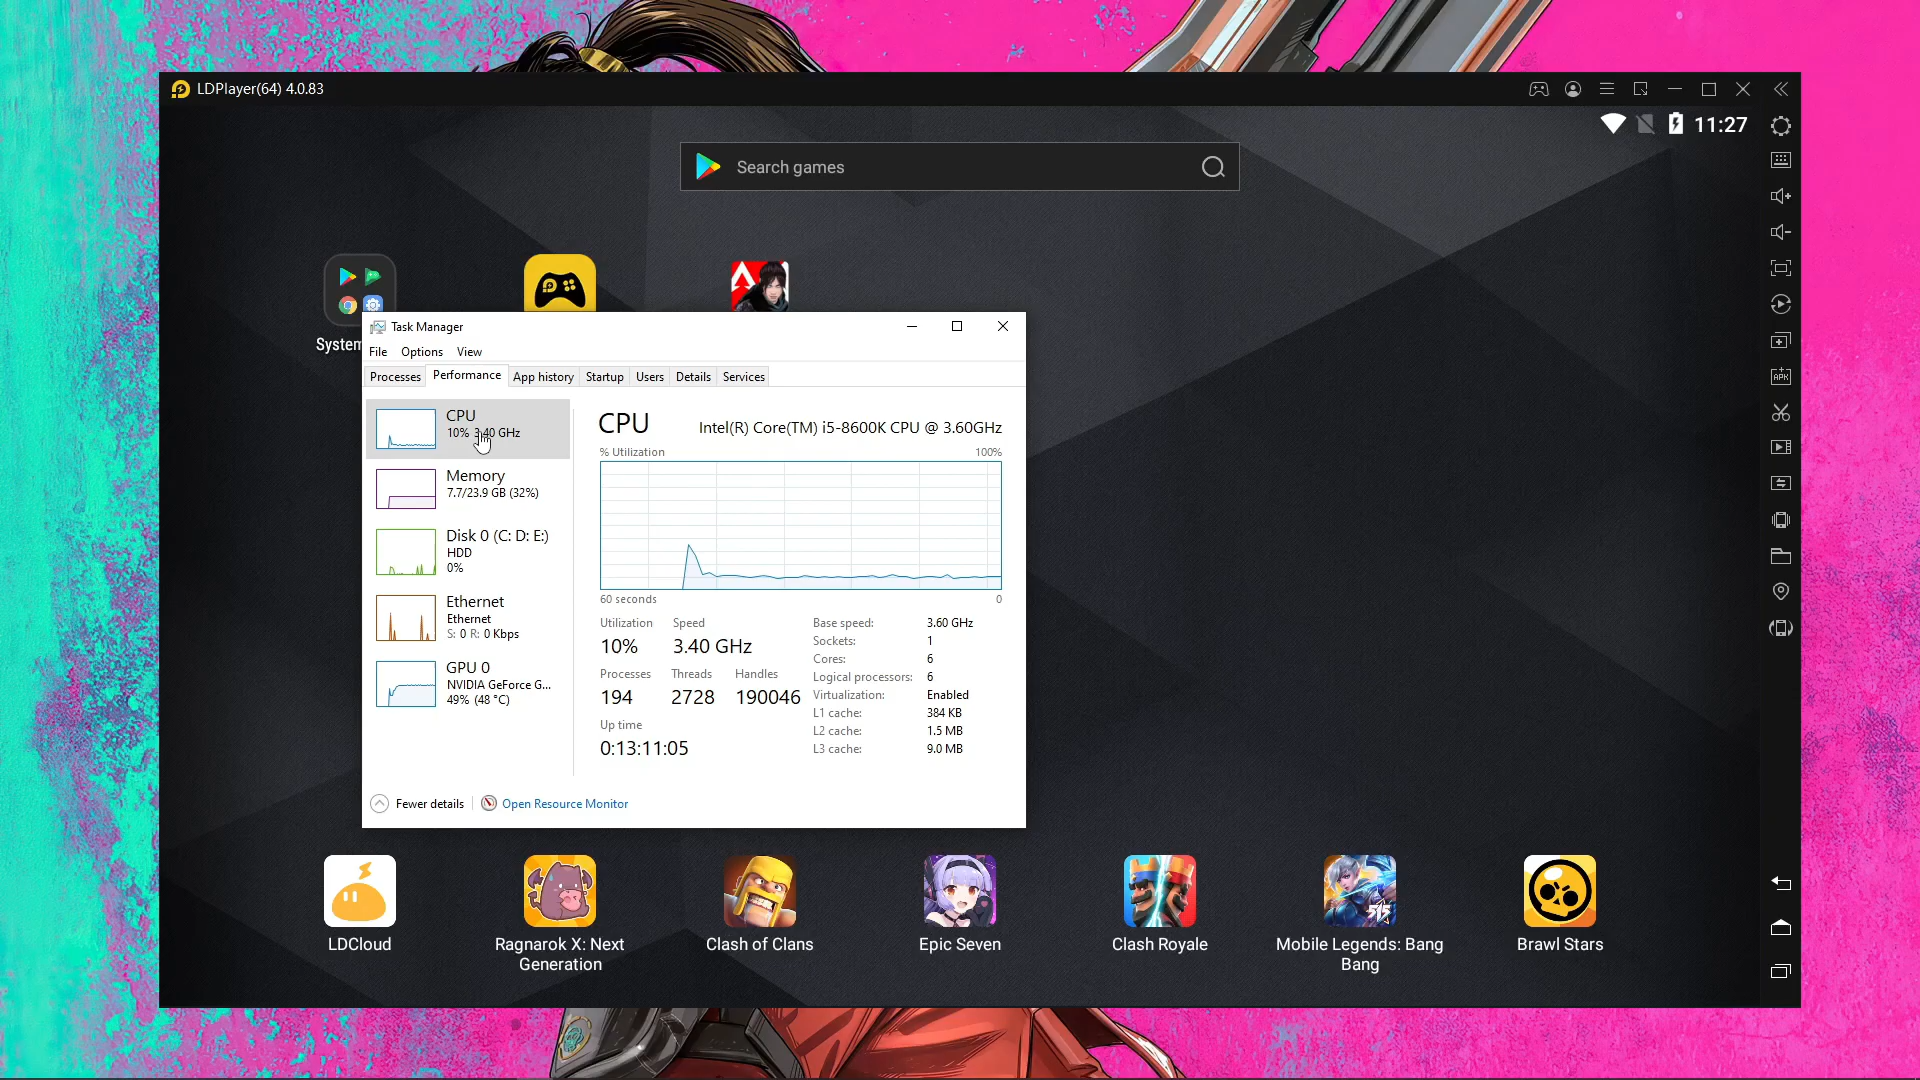 LDPlayer(64) 4.0.83
11:27
Search games
System
Task Manager
File Options View
Processes Performance App history Startup Users Details Services
CPU
10% 3.40 GHz
Memory
7.7/23.9 GB (32%)
Disk 0 (C: D: E:)
HDD
0%
Ethernet
Ethernet
S: 0 R: 0 Kbps
GPU 0
NVIDIA GeForce G...
49% (48 °C)
CPU Intel(R) Core(TM) i5-8600K CPU @ 3.60GHz
% Utilization 100%
60 seconds 0
Utilization Speed
10% 3.40 GHz
Processes Threads Handles
194 2728 190046
Up time
0:13:11:05
Base speed: 3.60 GHz
Sockets: 1
Cores: 6
Logical processors: 6
Virtualization: Enabled
L1 cache: 384 KB
L2 cache: 1.5 MB
L3 cache: 9.0 MB
Fewer details Open Resource Monitor
APK
515
LDCloud
Ragnarok X: Next
Generation
Clash of Clans
Epic Seven
Clash Royale
Mobile Legends: Bang
Bang
Brawl Stars